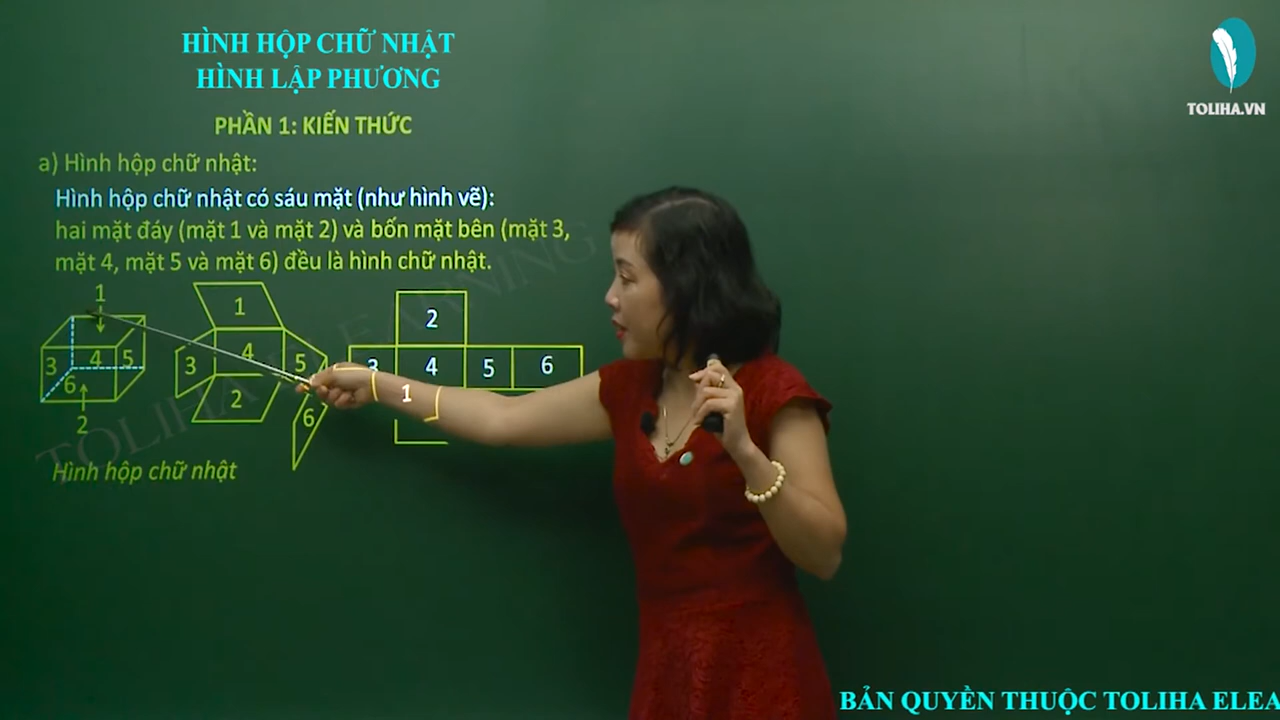 HÌNH HỘP CHỮ NHẬT
HÌNH LẬP PHƯƠNG
TOLIHA.VN
PHẦN 1: KIẾN THỨC
a) Hình hộp chữ nhật:
Hình hộp chữ nhật có sáu mặt (như hình vẽ):
hai mặt đáy (mặt 1 và mặt 2) và bốn mặt bên (mặt 3,
mặt 4, mặt 5 và mặt 6) đều là hình chữ nhật.
1
3 4 5
6
2
1
3 4 5
2
6
2
3 4 5 6
1
Hình hộp chữ nhật
TOLIHA LEARNING
BẢN QUYỀN THUỘC TOLIHA ELEA